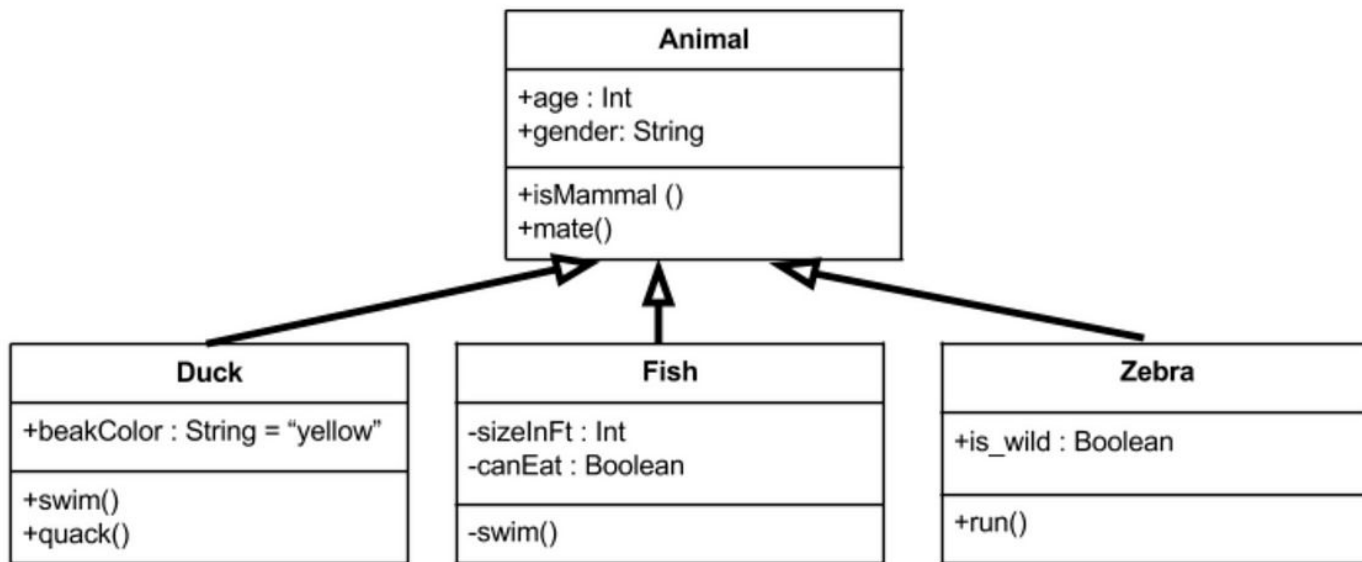 Animal
+age : Int
+gender: String
+isMammal ()
+mate()
Duck
+beakColor : String = “yellow”
+swim()
+quack()
Fish
-sizeInFt : Int
-canEat : Boolean
-swim()
Zebra
+is_wild : Boolean
+run()